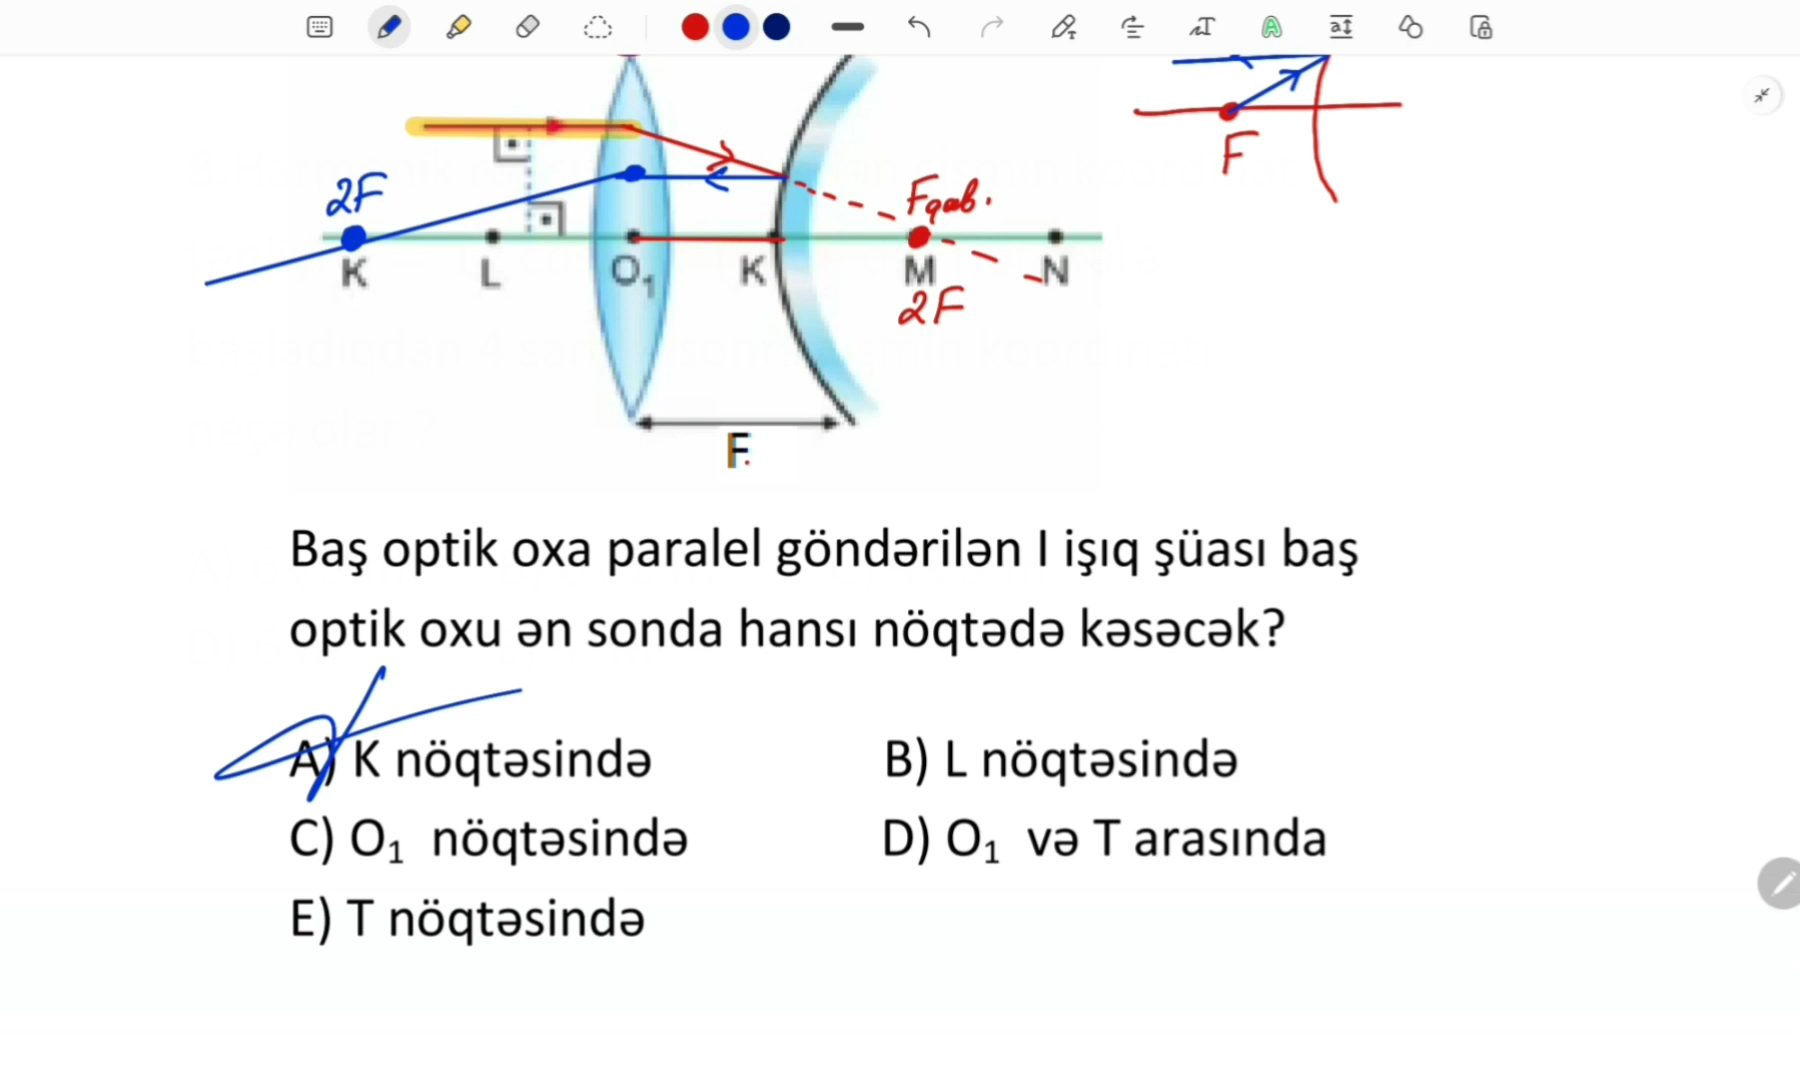 2F
Fqab.
F
K L O₁ K M N
2F
F
Baş optik oxa paralel göndərilən I işıq şüası baş
optik oxu ən sonda hansı nöqtədə kəsəcək?
A) K nöqtəsində B) L nöqtəsində
C) O₁ nöqtəsində D) O₁ və T arasında
E) T nöqtəsində